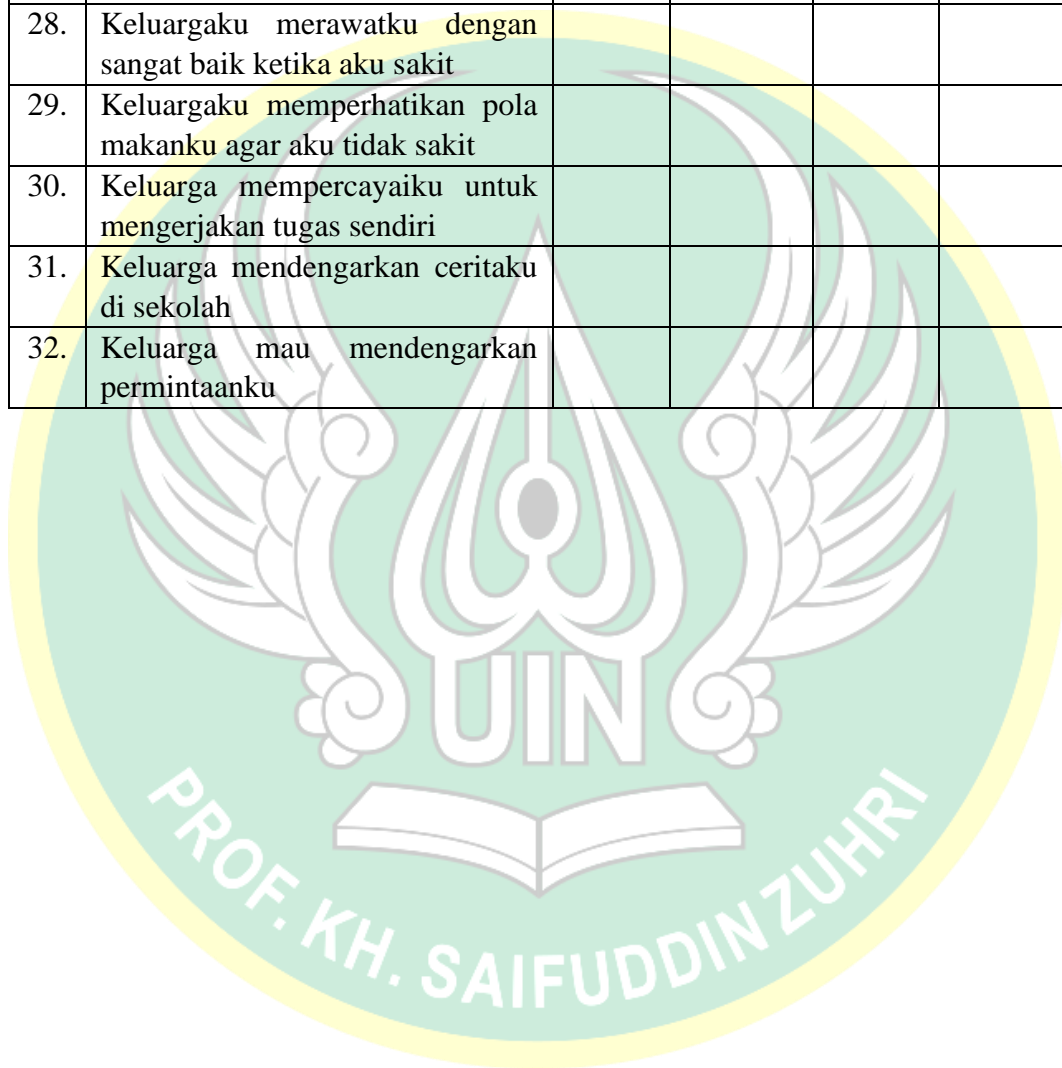 28. Keluargaku merawatku dengan
sangat baik ketika aku sakit
29. Keluargaku memperhatikan pola
makanku agar aku tidak sakit
30. Keluarga mempercayaiku untuk
mengerjakan tugas sendiri
31. Keluarga mendengarkan ceritaku
di sekolah
32. Keluarga mau mendengarkan
permintaanku
UIN
PROF. KH. SAIFUDDIN ZUHRI